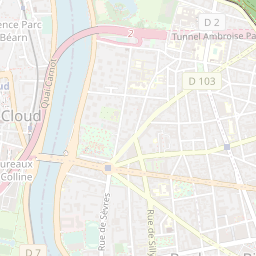 ence Parc
Béarn
Quai Carnot
2
D 2
Tunnel Ambroise Pa
D 103
Cloud
ureaux
Colline
Rue de Sèvres
Rue de Silly
D 7